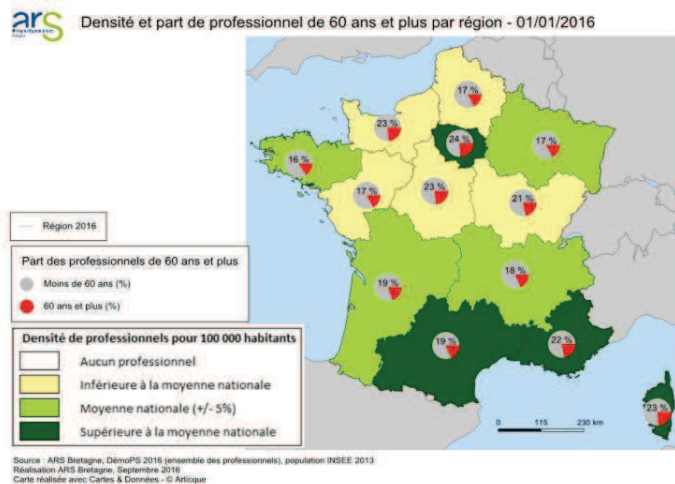 ars
Densité et part de professionnel de 60 ans et plus par région - 01/01/2016
17 %
23 %
24 %
17 %
16 %
17 %
23 %
21 %
19 %
18 %
19 %
22 %
23 %
Région 2016
Part des professionnels de 60 ans et plus
Moins de 60 ans (%)
60 ans et plus (%)
Densité de professionnels pour 100 000 habitants
Aucun professionnel
Inférieure à la moyenne nationale
Moyenne nationale (+/- 5%)
Supérieure à la moyenne nationale
0 115 230 km
Source : ARS Bretagne, DémoPS 2016 (ensemble des professionnels), population INSEE 2013
Réalisation ARS Bretagne, Septembre 2016
Carte réalisée avec Cartes & Données - © Articque